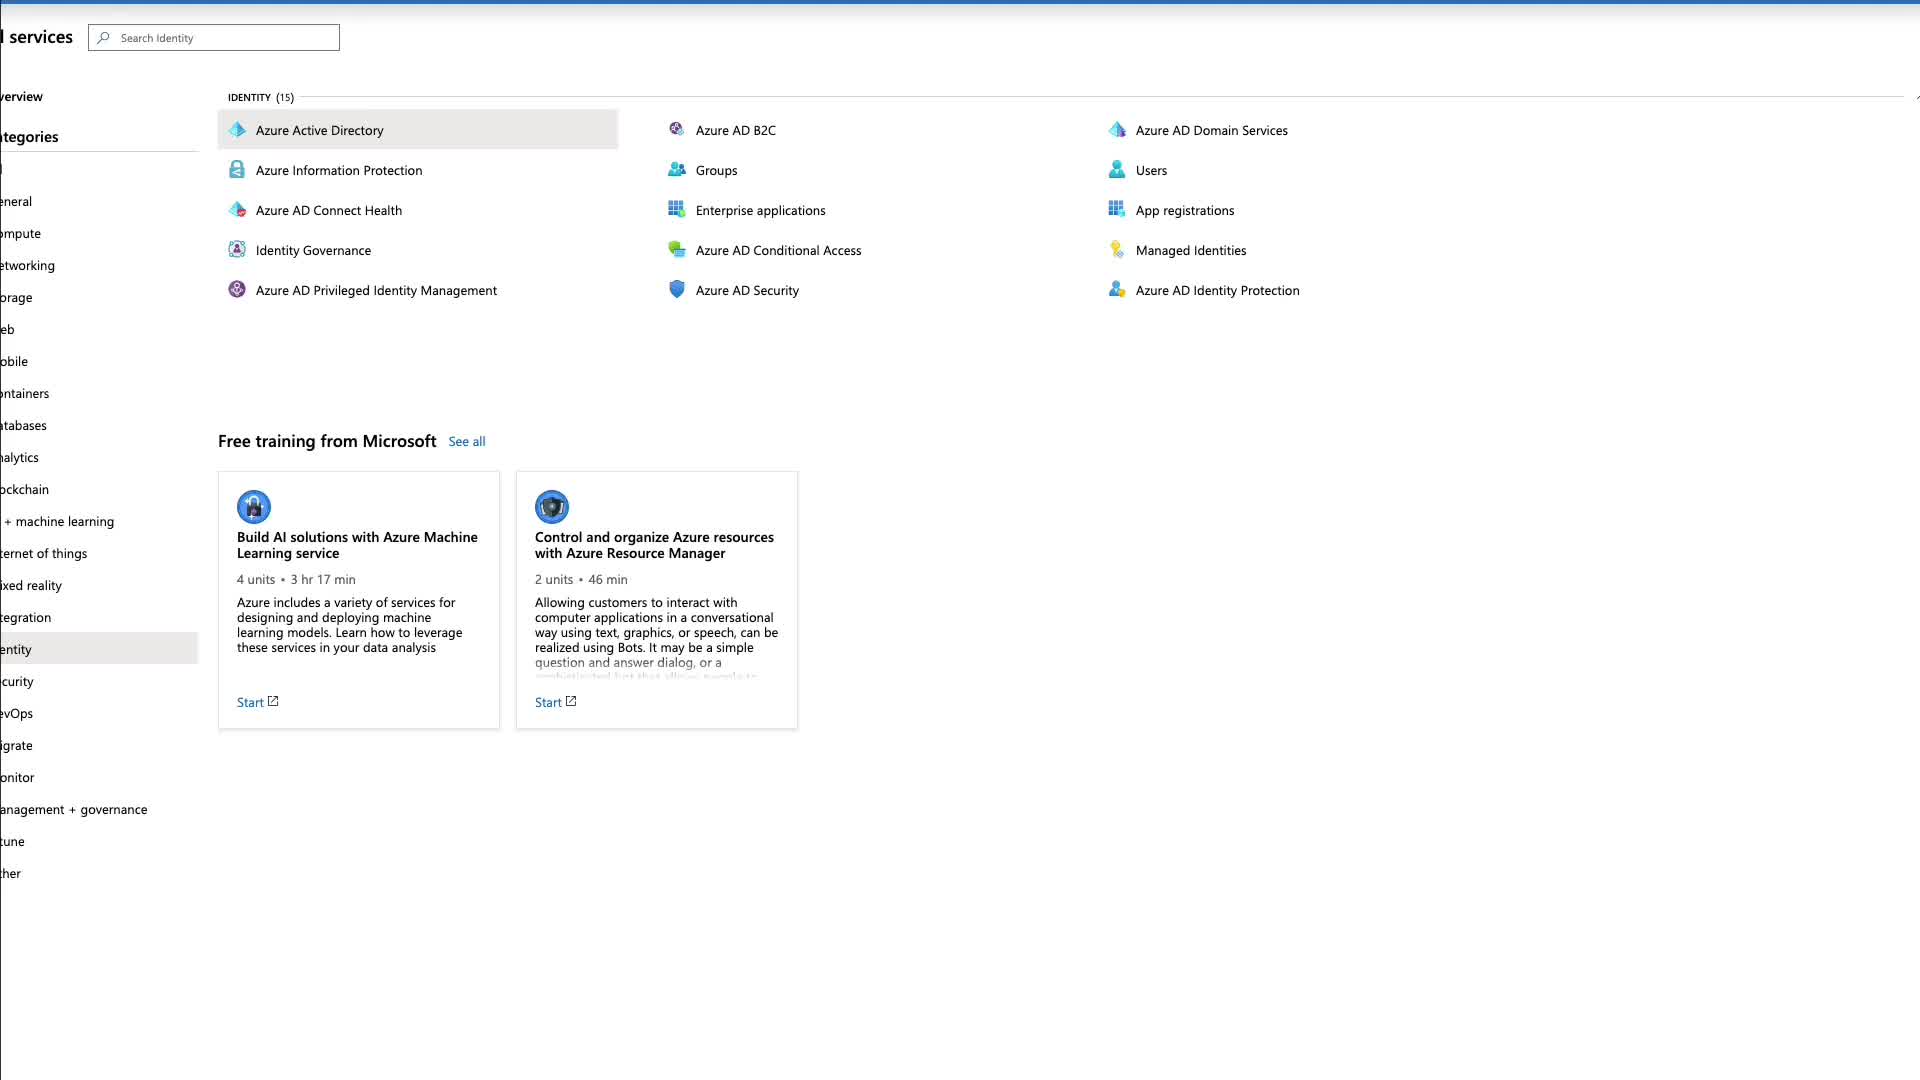 l services
Search Identity
verview
ategories
IDENTITY (15)
Azure Active Directory
Azure AD B2C
Azure AD Domain Services
Azure Information Protection
Groups
Users
Azure AD Connect Health
Enterprise applications
App registrations
Identity Governance
Azure AD Conditional Access
Managed Identities
Azure AD Privileged Identity Management
Azure AD Security
Azure AD Identity Protection
l
eneral
ompute
etworking
orage
eb
obile
ontainers
atabases
nalytics
ockchain
+ machine learning
ternet of things
ixed reality
tegration
entity
curity
evOps
igrate
onitor
anagement + governance
tune
ther
Free training from Microsoft See all
Build AI solutions with Azure Machine
Learning service
4 units • 3 hr 17 min
Azure includes a variety of services for
designing and deploying machine
learning models. Learn how to leverage
these services in your data analysis
Start
Control and organize Azure resources
with Azure Resource Manager
2 units • 46 min
Allowing customers to interact with
computer applications in a conversational
way using text, graphics, or speech, can be
realized using Bots. It may be a simple
question and answer dialog, or a
sophisticated bot that allows people to
Start